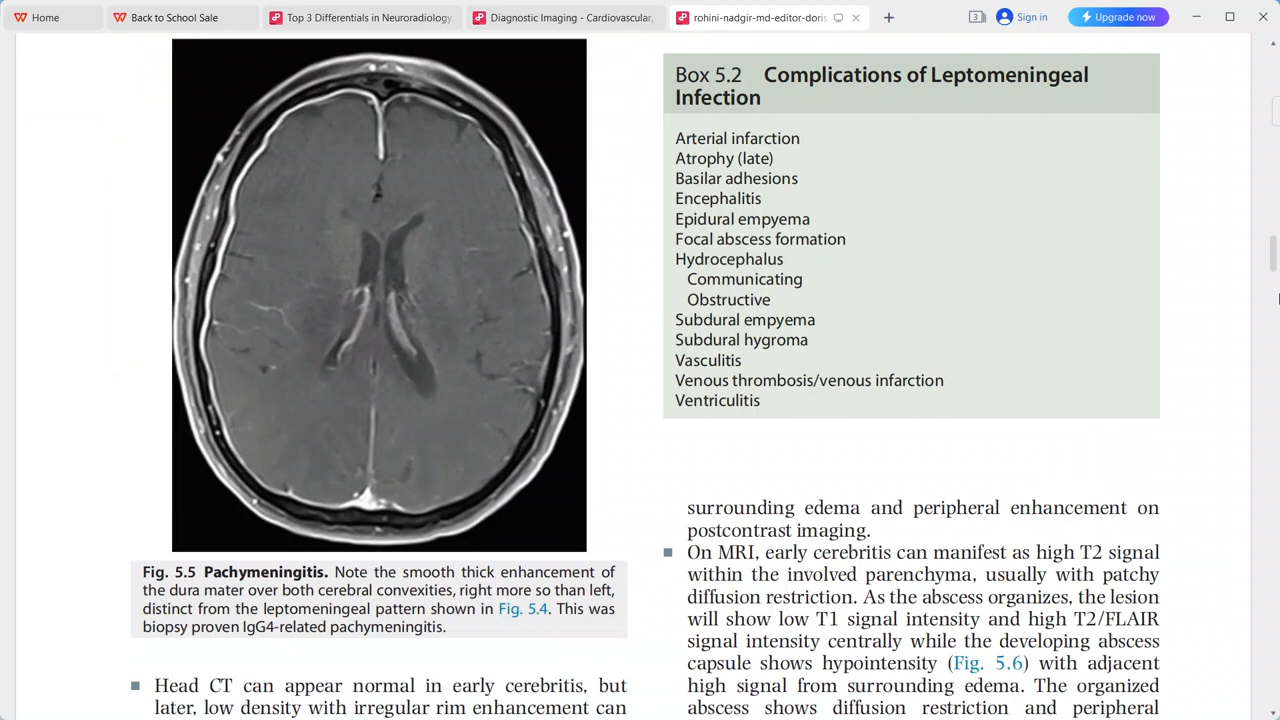 Home
Back to School Sale
Top 3 Differentials in Neuroradiology
Diagnostic Imaging - Cardiovascular,
rohini-nadgir-md-editor-doris
3
Sign in
Upgrade now
Fig. 5.5 Pachymeningitis. Note the smooth thick enhancement of
the dura mater over both cerebral convexities, right more so than left,
distinct from the leptomeningeal pattern shown in Fig. 5.4. This was
biopsy proven IgG4-related pachymeningitis.
■ Head CT can appear normal in early cerebritis, but
later, low density with irregular rim enhancement can
Box 5.2 Complications of Leptomeningeal
Infection
Arterial infarction
Atrophy (late)
Basilar adhesions
Encephalitis
Epidural empyema
Focal abscess formation
Hydrocephalus
Communicating
Obstructive
Subdural empyema
Subdural hygroma
Vasculitis
Venous thrombosis/venous infarction
Ventriculitis
surrounding edema and peripheral enhancement on
postcontrast imaging.
■ On MRI, early cerebritis can manifest as high T2 signal
within the involved parenchyma, usually with patchy
diffusion restriction. As the abscess organizes, the lesion
will show low T1 signal intensity and high T2/FLAIR
signal intensity centrally while the developing abscess
capsule shows hypointensity (Fig. 5.6) with adjacent
high signal from surrounding edema. The organized
abscess shows diffusion restriction and peripheral